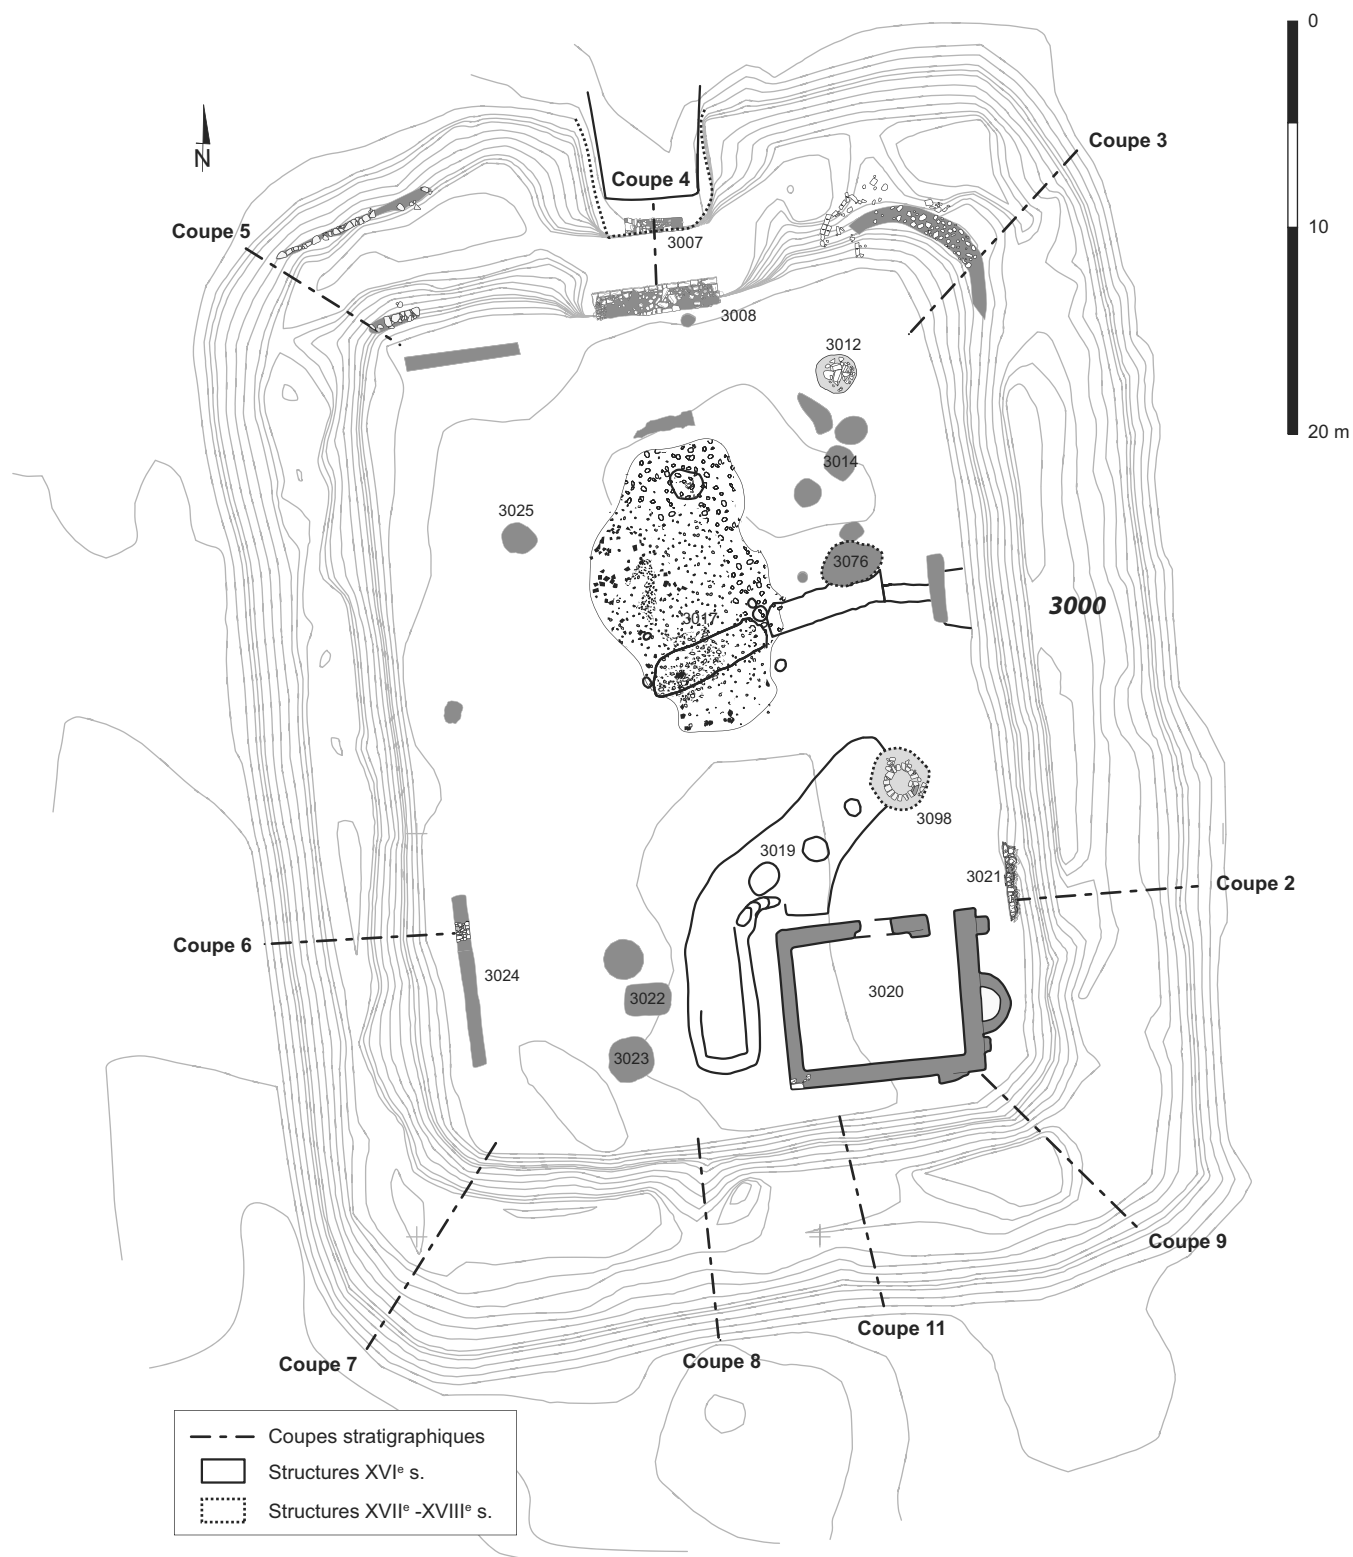 0
Coupe 3
N
Coupe 4
Coupe 5
10
3007
3008
3012
20 m
3014
3025
3076
3000
3017
3098
3019
3021
Coupe 2
Coupe 6
3024
3020
3022
3023
Coupe 9
Coupe 11
Coupe 7
Coupe 8
Coupes stratigraphiques
Structures XVIᵉ s.
Structures XVIIᵉ -XVIIIᵉ s.